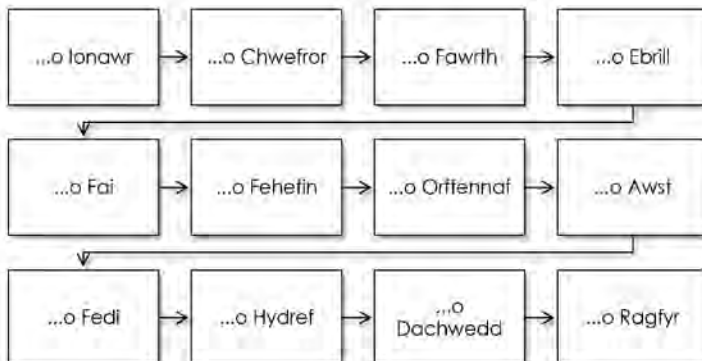 ...o Ionawr
...o Chwefror
...o Fawrth
...o Ebrill
...o Fai
...o Fehefin
...o Orffennaf
...o Awst
...o Fedi
...o Hydref
...o
Dachwedd
...o Ragfyr